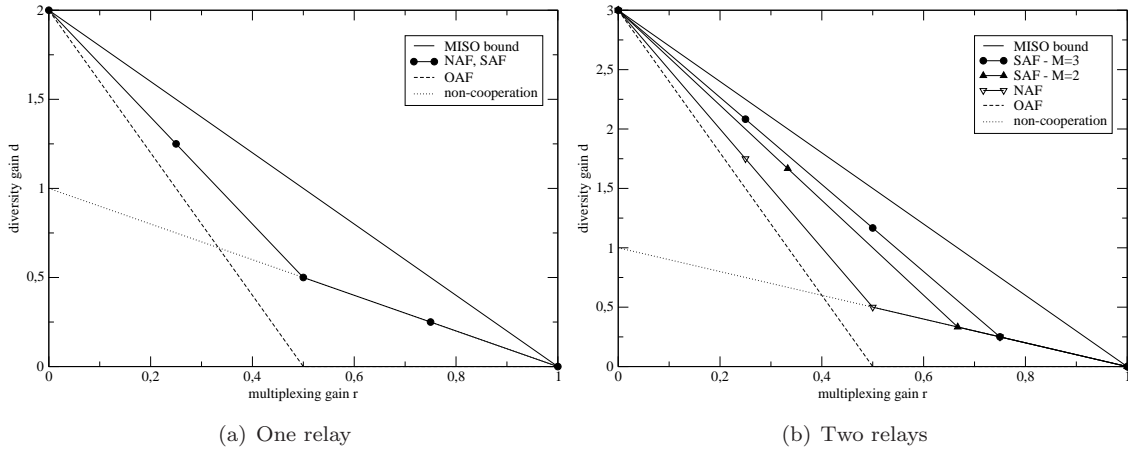 2
1,5
1
0,5
0
diversity gain d
MISO bound
NAF, SAF
OAF
non-cooperation
0
0,2
0,4
0,6
0,8
1
multiplexing gain r
(a) One relay
3
2,5
2
1,5
1
0,5
0
diversity gain d
MISO bound
SAF - M=3
SAF - M=2
NAF
OAF
non-cooperation
0
0,2
0,4
0,6
0,8
1
multiplexing gain r
(b) Two relays